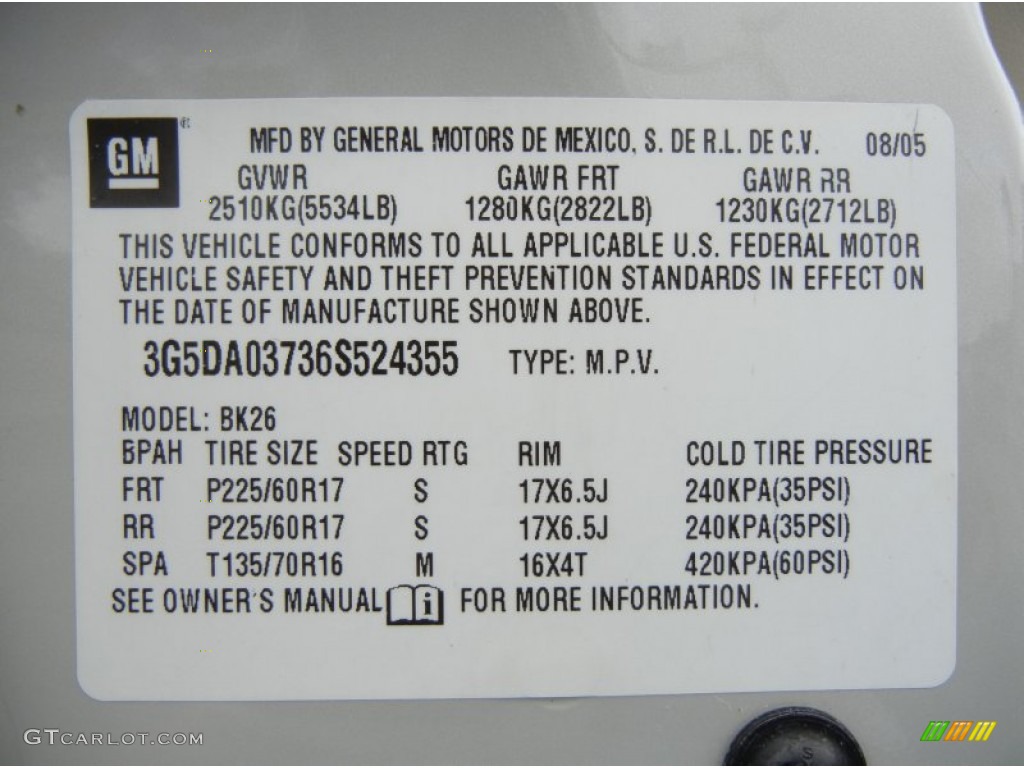 GM®
MFD BY GENERAL MOTORS DE MEXICO, S. DE R.L. DE C.V. 08/05
GVWR GAWR FRT GAWR RR
2510KG(5534LB) 1280KG(2822LB) 1230KG(2712LB)
THIS VEHICLE CONFORMS TO ALL APPLICABLE U.S. FEDERAL MOTOR
VEHICLE SAFETY AND THEFT PREVENTION STANDARDS IN EFFECT ON
THE DATE OF MANUFACTURE SHOWN ABOVE.
3G5DA03736S524355 TYPE: M.P.V.
MODEL: BK26
BPAH TIRE SIZE SPEED RTG RIM COLD TIRE PRESSURE
FRT P225/60R17 S 17X6.5J 240KPA(35PSI)
RR P225/60R17 S 17X6.5J 240KPA(35PSI)
SPA T135/70R16 M 16X4T 420KPA(60PSI)
SEE OWNER'S MANUAL i FOR MORE INFORMATION.
GTCARLOT.COM